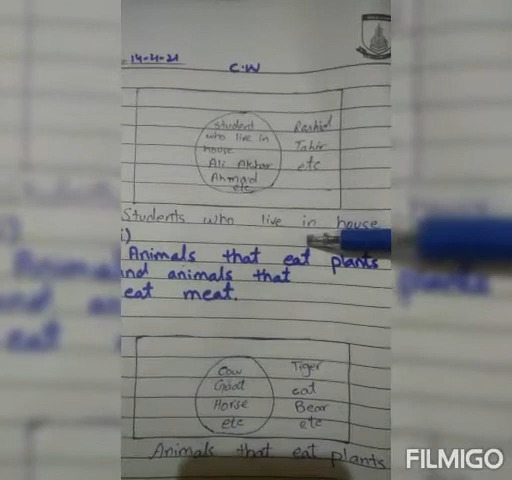 14-4-21
C.W
student
who live in
house
Ali Akbar
Ahmad
etc
Rashid
Tahir
etc
Students who live in house
i)
Animals that eat plants
and animals that
eat meat.
Cow
Goat
Horse
etc
Tiger
cat
Bear
etc
Animals that eat plants
FILMIGO